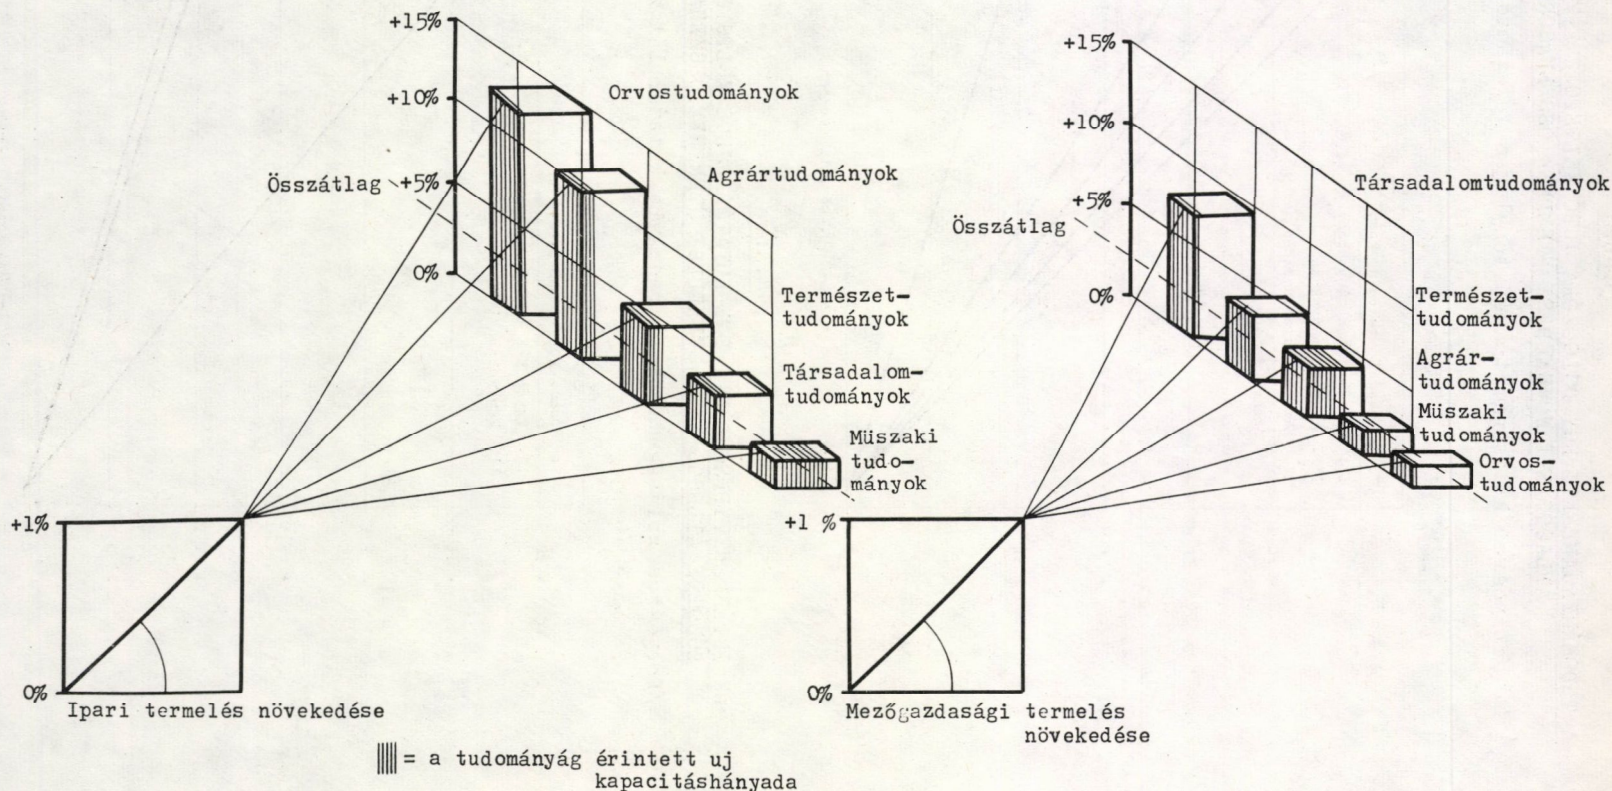 +15%
+10%
Összátlag
+5%
0%
Orvostudományok
Agrártudományok
Természet-
tudományok
Társadalom-
tudományok
Müszaki
tudo-
mányok
+1%
0%
Ipari termelés növekedése
+15%
+10%
+5%
Összátlag
0%
Társadalomtudományok
Természet-
tudományok
Agrár-
tudományok
Müszaki
tudományok
Orvos-
tudományok
+1 %
0%
Mezőgazdasági termelés
növekedése
= a tudományág érintett uj
kapacitáshányada